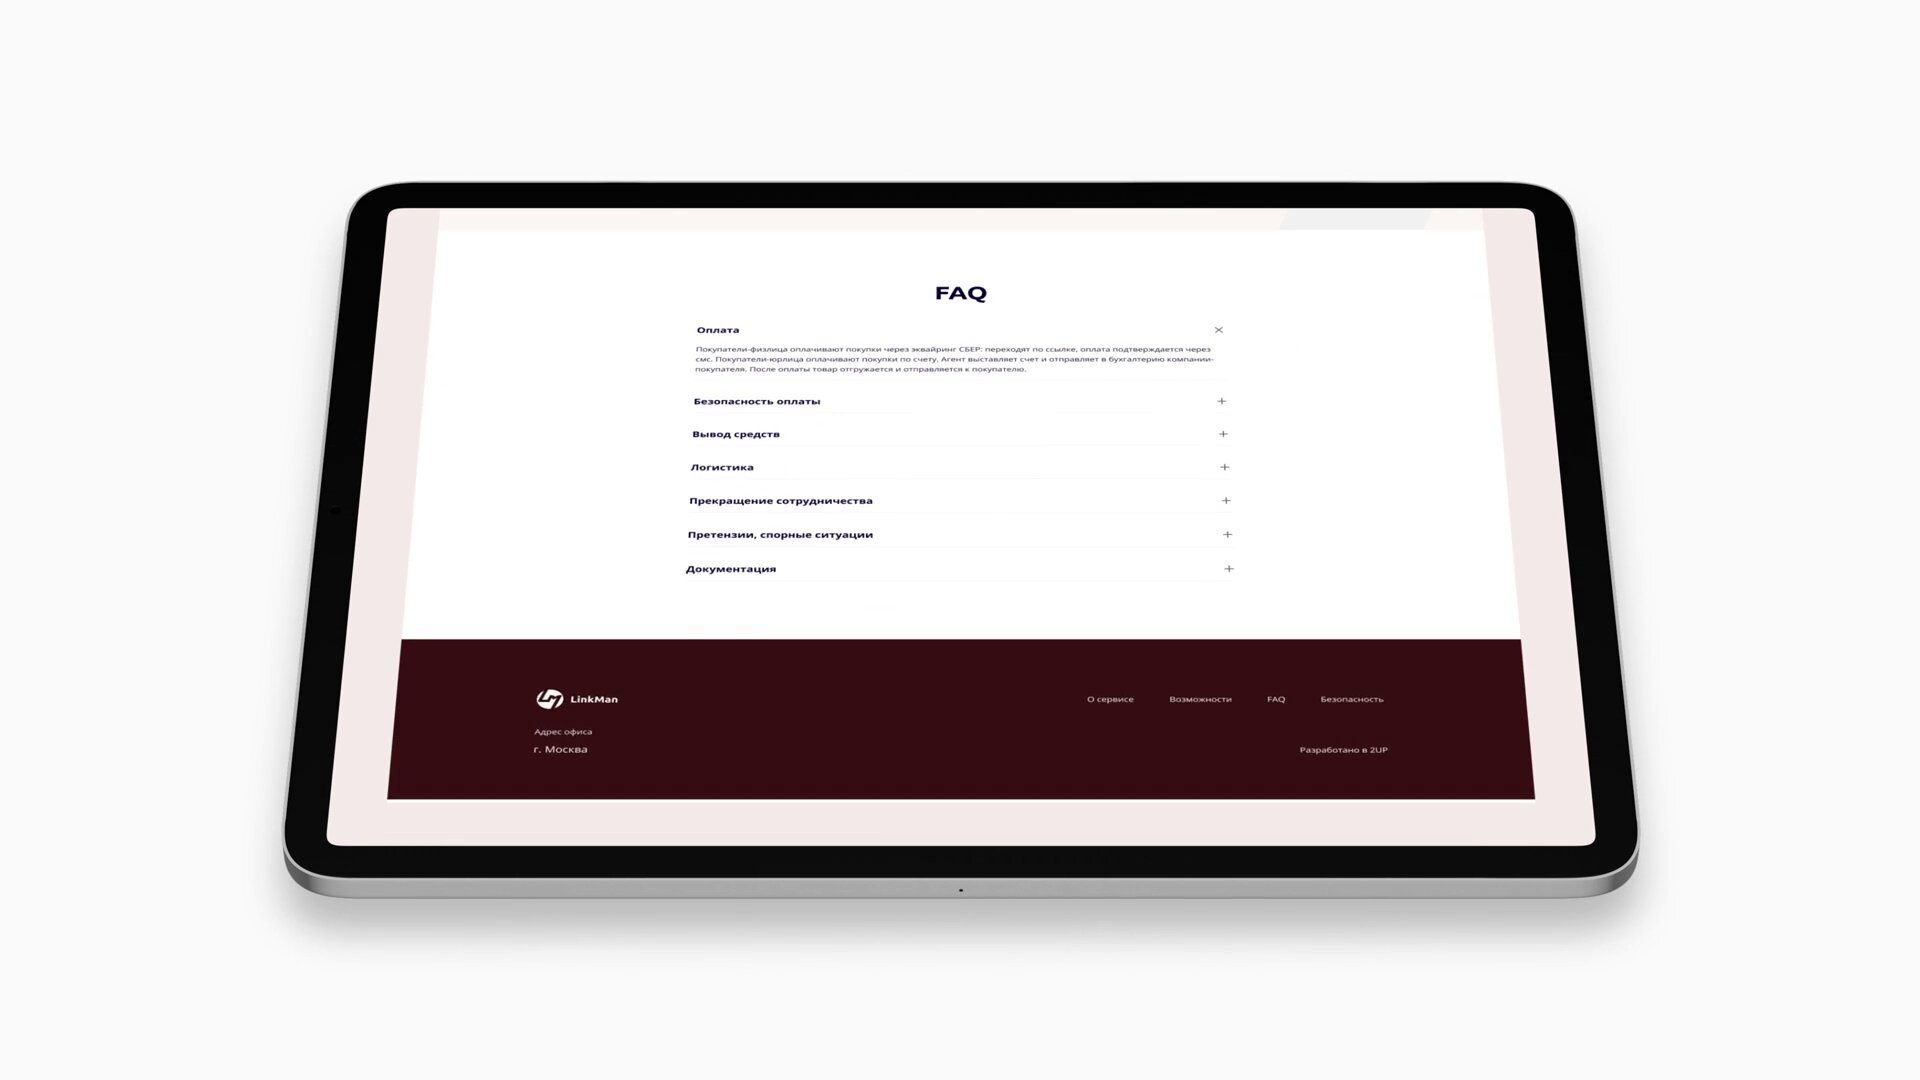 FAQ
Оплата
Покупатели-физлица оплачивают покупки через эквайринг СБЕР: переходят по ссылке, оплата подтверждается через
смс. Покупатели-юрлица оплачивают покупки по счету. Агент выставляет счет и отправляет в бухгалтерию компании-
покупателя. После оплаты товар отгружается и отправляется к покупателю.
Безопасность оплаты
Вывод средств
Логистика
Прекращение сотрудничества
Претензии, спорные ситуации
Документация
LinkMan
О сервисе Возможности FAQ Безопасность
Адрес офиса
г. Москва
Разработано в 2UP